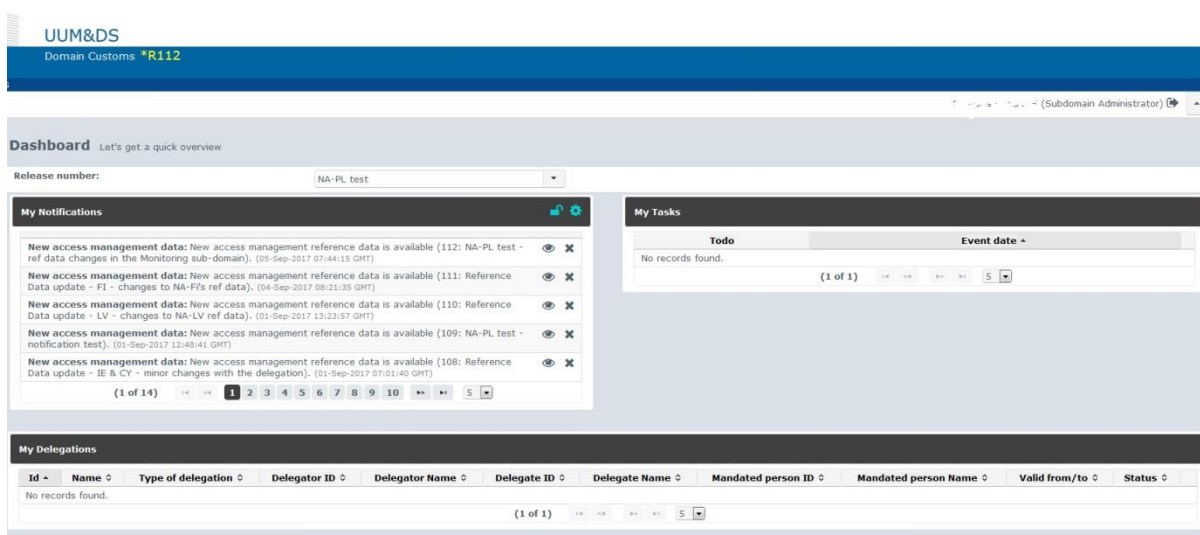 UUM&DS
Domain Customs *R112
(Subdomain Administrator)
Dashboard Let's get a quick overview
Release number: NA-PL test
My Notifications
New access management data: New access management reference data is available (112: NA-PL test -
ref data changes in the Monitoring sub-domain). (05-Sep-2017 07:44:15 GMT)
New access management data: New access management reference data is available (111: Reference
Data update - FI - changes to NA-Fi's ref data). (04-Sep-2017 08:21:35 GMT)
New access management data: New access management reference data is available (110: Reference
Data update - LV - changes to NA-LV ref data). (01-Sep-2017 13:23:57 GMT)
New access management data: New access management reference data is available (109: NA-PL test -
notification test). (01-Sep-2017 12:48:41 GMT)
New access management data: New access management reference data is available (108: Reference
Data update - IE & CY - minor changes with the delegation). (01-Sep-2017 07:01:40 GMT)
(1 of 14) 1 2 3 4 5 6 7 8 9 10 5
My Tasks
Todo Event date
No records found.
(1 of 1) 5
My Delegations
Id Name Type of delegation Delegator ID Delegator Name Delegate ID Delegate Name Mandated person ID Mandated person Name Valid from/to Status
No records found.
(1 of 1) 5